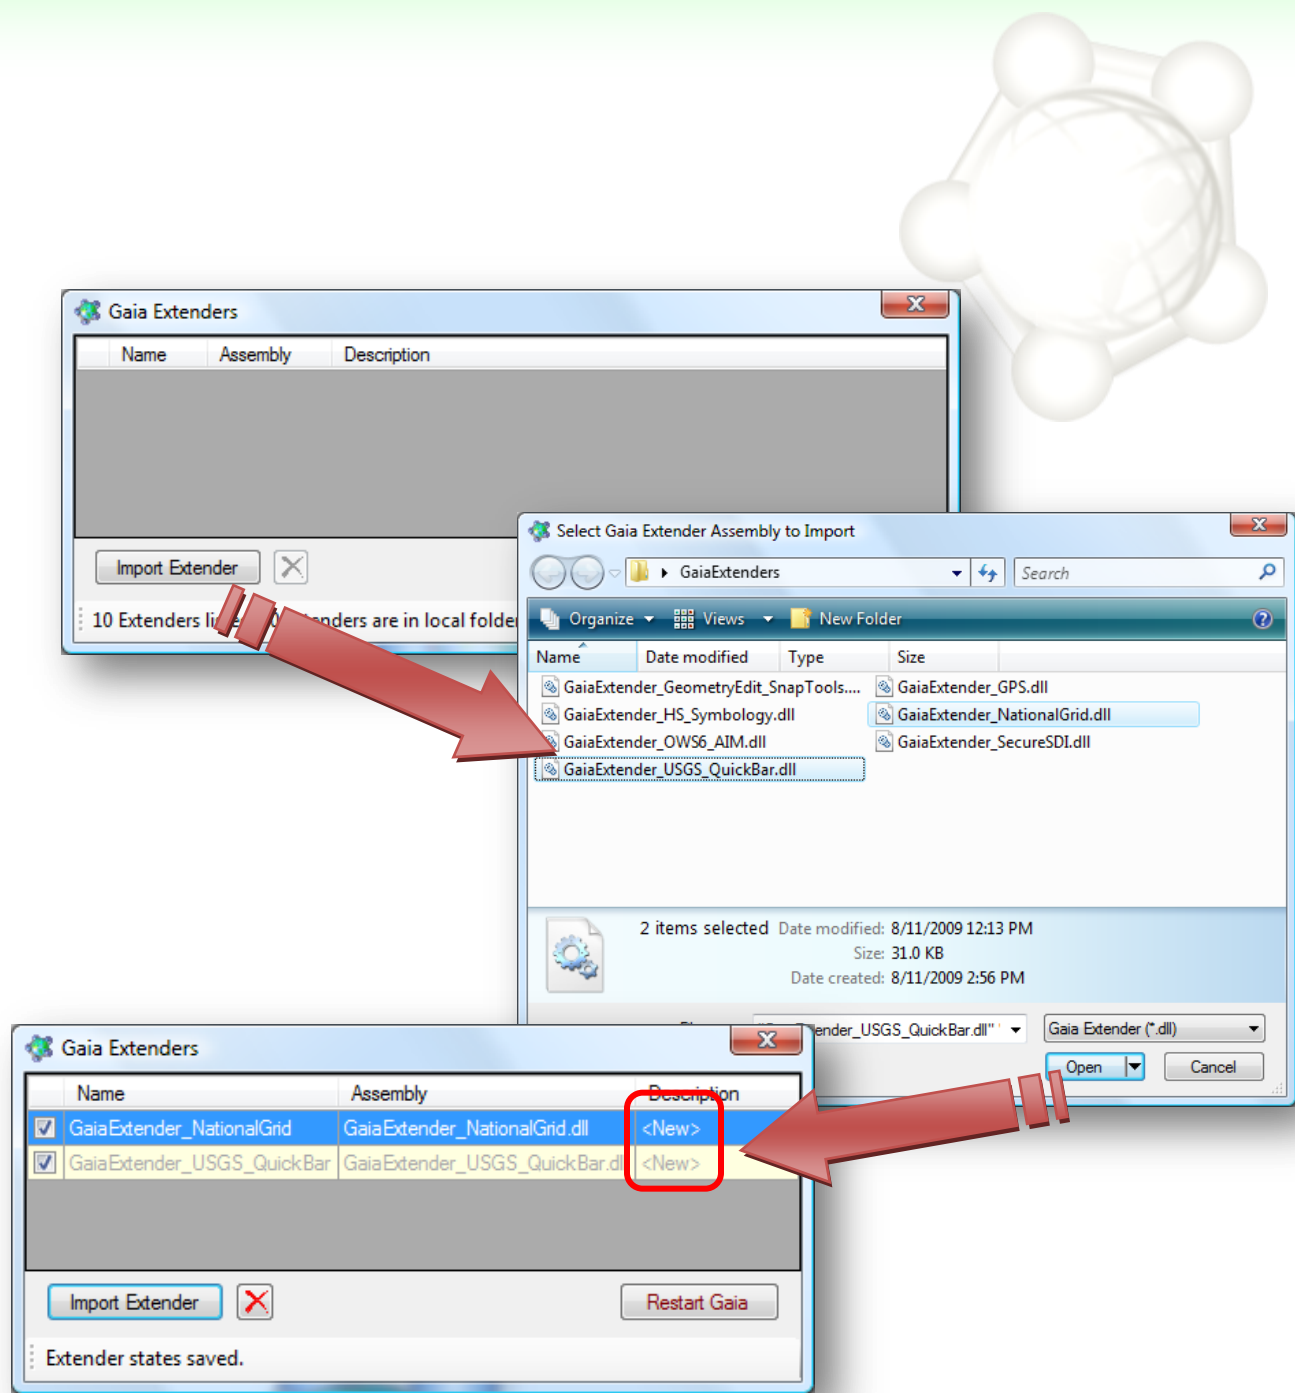 Gaia Extenders
Name Assembly Description
Import Extender
10 Extenders are in local folder
Select Gaia Extender Assembly to Import
GaiaExtenders Search
Organize Views New Folder
Name Date modified Type Size
GaiaExtender_GeometryEdit_SnapTools.... GaiaExtender_GPS.dll
GaiaExtender_HS_Symbology.dll GaiaExtender_NationalGrid.dll
GaiaExtender_OWS6_AIM.dll GaiaExtender_SecureSDI.dll
GaiaExtender_USGS_QuickBar.dll
2 items selected Date modified: 8/11/2009 12:13 PM
Size: 31.0 KB
Date created: 8/11/2009 2:56 PM
ender_USGS_QuickBar.dll" " Gaia Extender (*.dll)
Open Cancel
Gaia Extenders
Name Assembly Description
GaiaExtender_NationalGrid GaiaExtender_NationalGrid.dll <New>
GaiaExtender_USGS_QuickBar GaiaExtender_USGS_QuickBar.dl <New>
Import Extender Restart Gaia
Extender states saved.